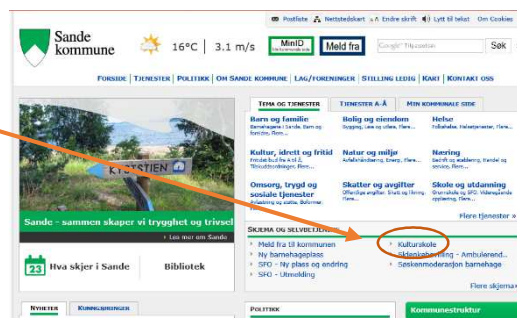 Postliste Nettstedskart Endre skrift Lytt til tekst Om Cookies
Sande kommune 16°C | 3.1 m/s MinID Meld fra Søk
FORSIDE | TJENESTER | POLITIKK | OM SANDE KOMMUNE | LAG/FORENINGER | STILLING LEDIG | KART | KONTAKT OSS
KYSTSTIEN
Sande - sammen skaper vi trygghet og trivsel
Les mer om Sande
23 Hva skjer i Sande Bibliotek
TEMA OG TJENESTER TJENESTER A-Å MIN KOMMUNALE SIDE
Barn og familie Bolig og eiendom Helse
Kultur, idrett og fritid Natur og miljø Næring
Omsorg, trygd og sosiale tjenester Skatter og avgifter Skole og utdanning
Flere tjenester »
SKJEMA OG
Meld fra til kommunen Kulturskole
Ny barnehageplass - Ambulerend...
SFO - Ny plass og endring Søskenmoderasjon barnehage
SFO - Utmelding
Flere skjema»
NYHETER KUNNGJØRINGER POLITIKK Kommunestruktur